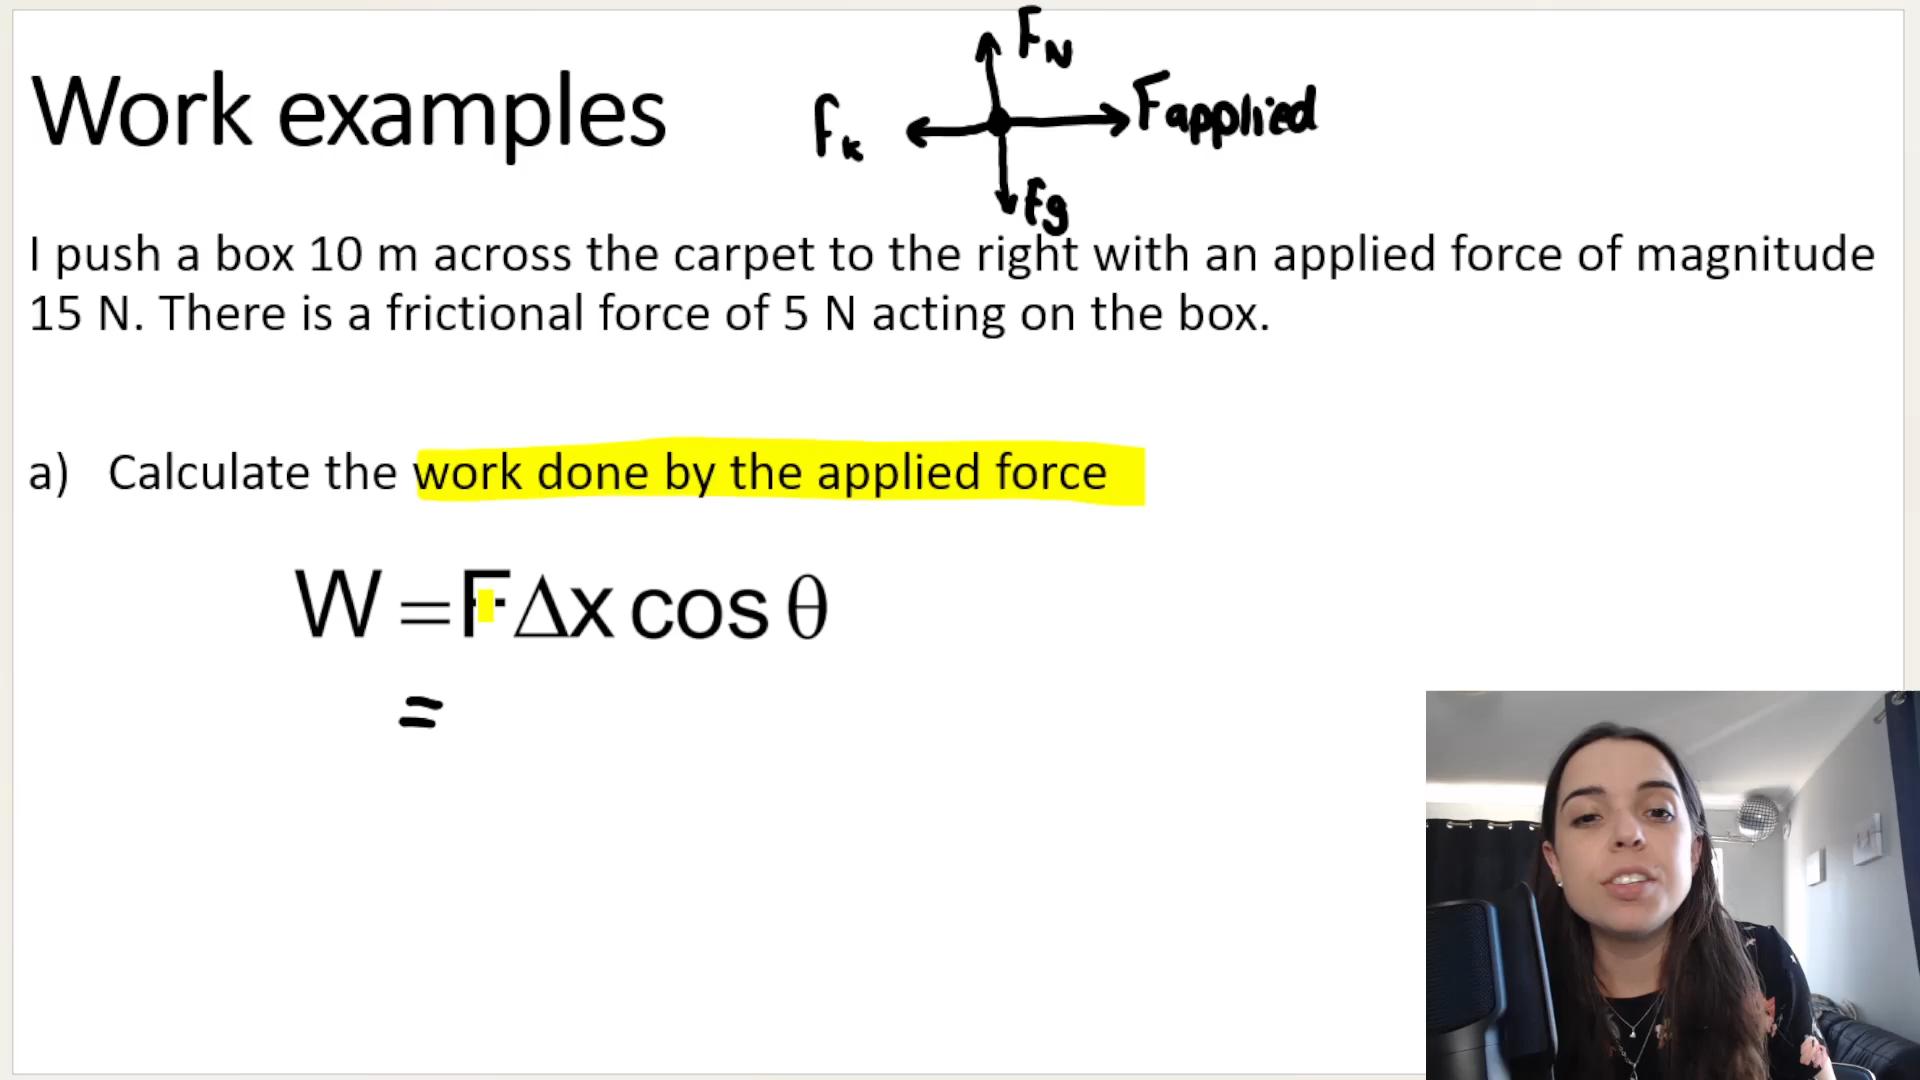 Work examples
F_N
f_k
Fapplied
Fg
I push a box 10 m across the carpet to the right with an applied force of magnitude
15 N. There is a frictional force of 5 N acting on the box.
a) Calculate the work done by the applied force
W = FΔx cos θ
=